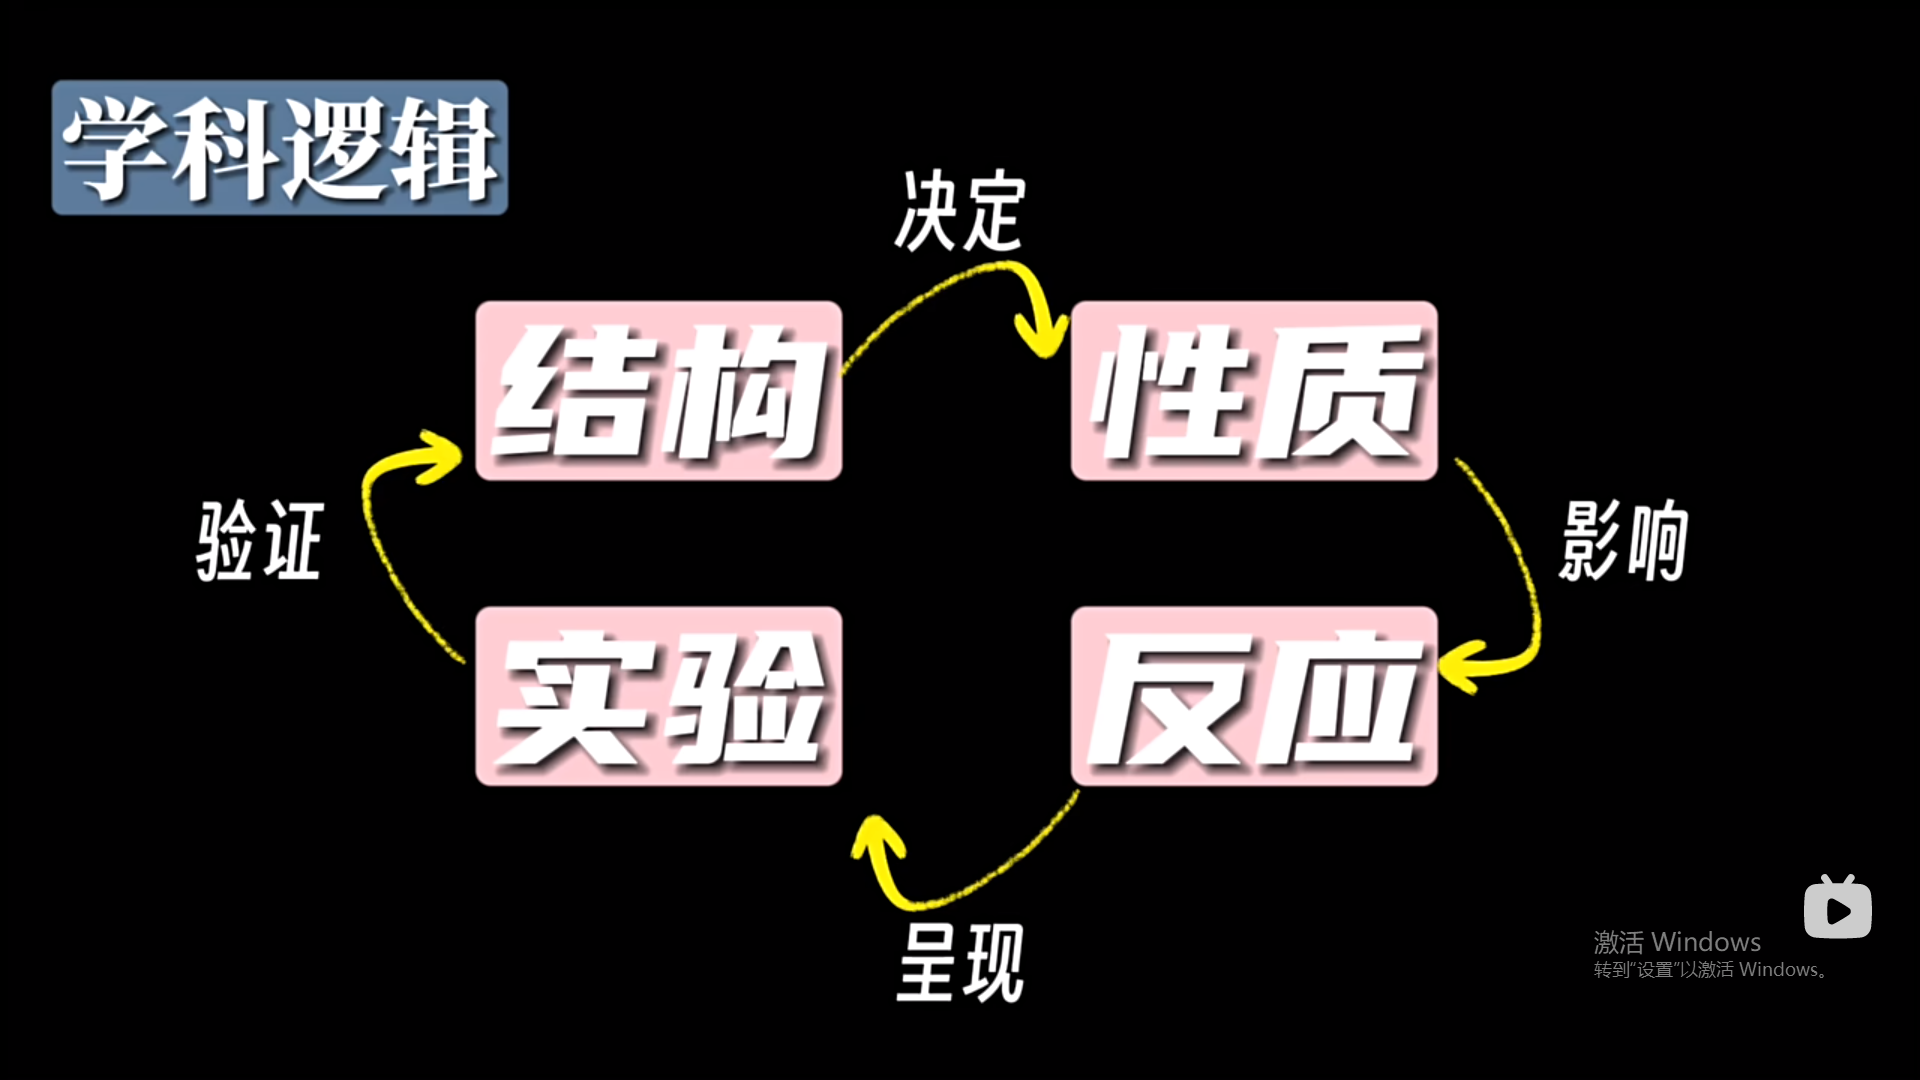 学科逻辑
决定
结构
性质
验证
影响
实验
反应
呈现
激活 Windows
转到“设置”以激活 Windows。